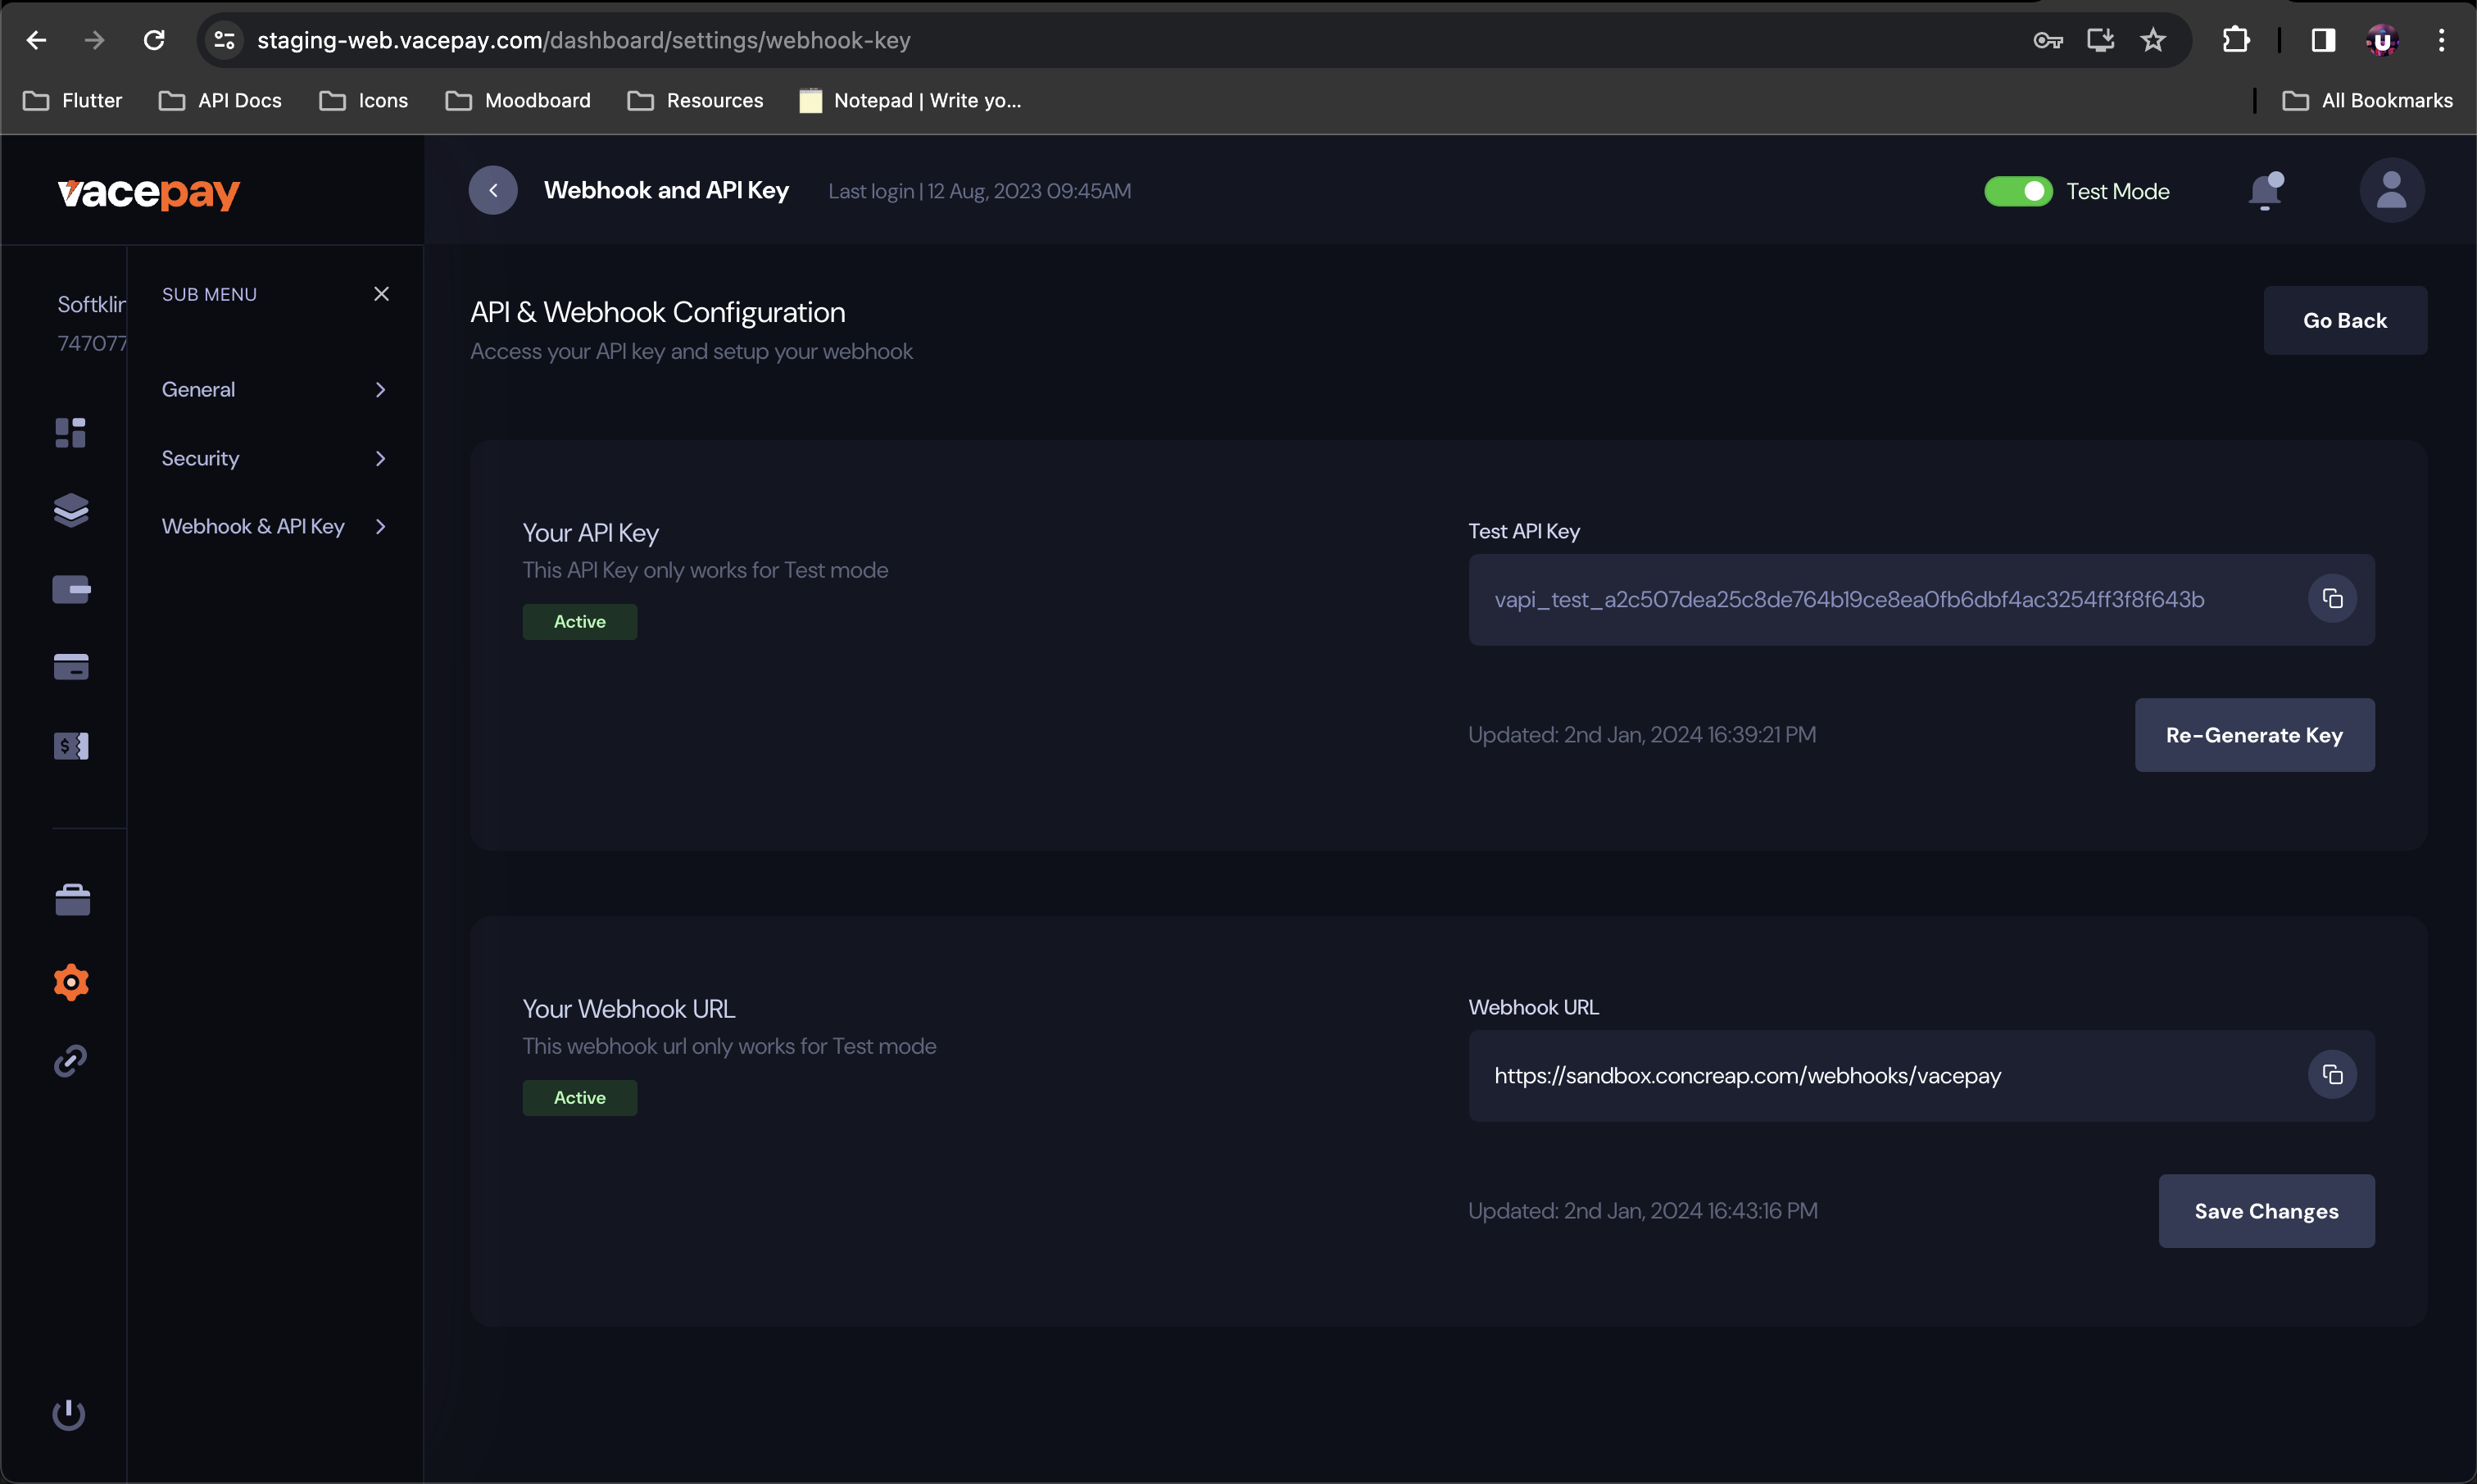 staging-web.vacepay.com/dashboard/settings/webhook-key
Flutter
API Docs
Icons
Moodboard
Resources
Notepad | Write yo...
All Bookmarks
vacepay
Webhook and API Key
Last login | 12 Aug, 2023 09:45AM
Test Mode
Softklin
747077
SUB MENU
General
Security
Webhook & API Key
API & Webhook Configuration
Access your API key and setup your webhook
Go Back
Your API Key
This API Key only works for Test mode
Active
Test API Key
vapi_test_a2c507dea25c8de764b19ce8ea0fb6dbf4ac3254ff3f8f643b
Updated: 2nd Jan, 2024 16:39:21 PM
Re-Generate Key
Your Webhook URL
This webhook url only works for Test mode
Active
Webhook URL
https://sandbox.concreap.com/webhooks/vacepay
Updated: 2nd Jan, 2024 16:43:16 PM
Save Changes